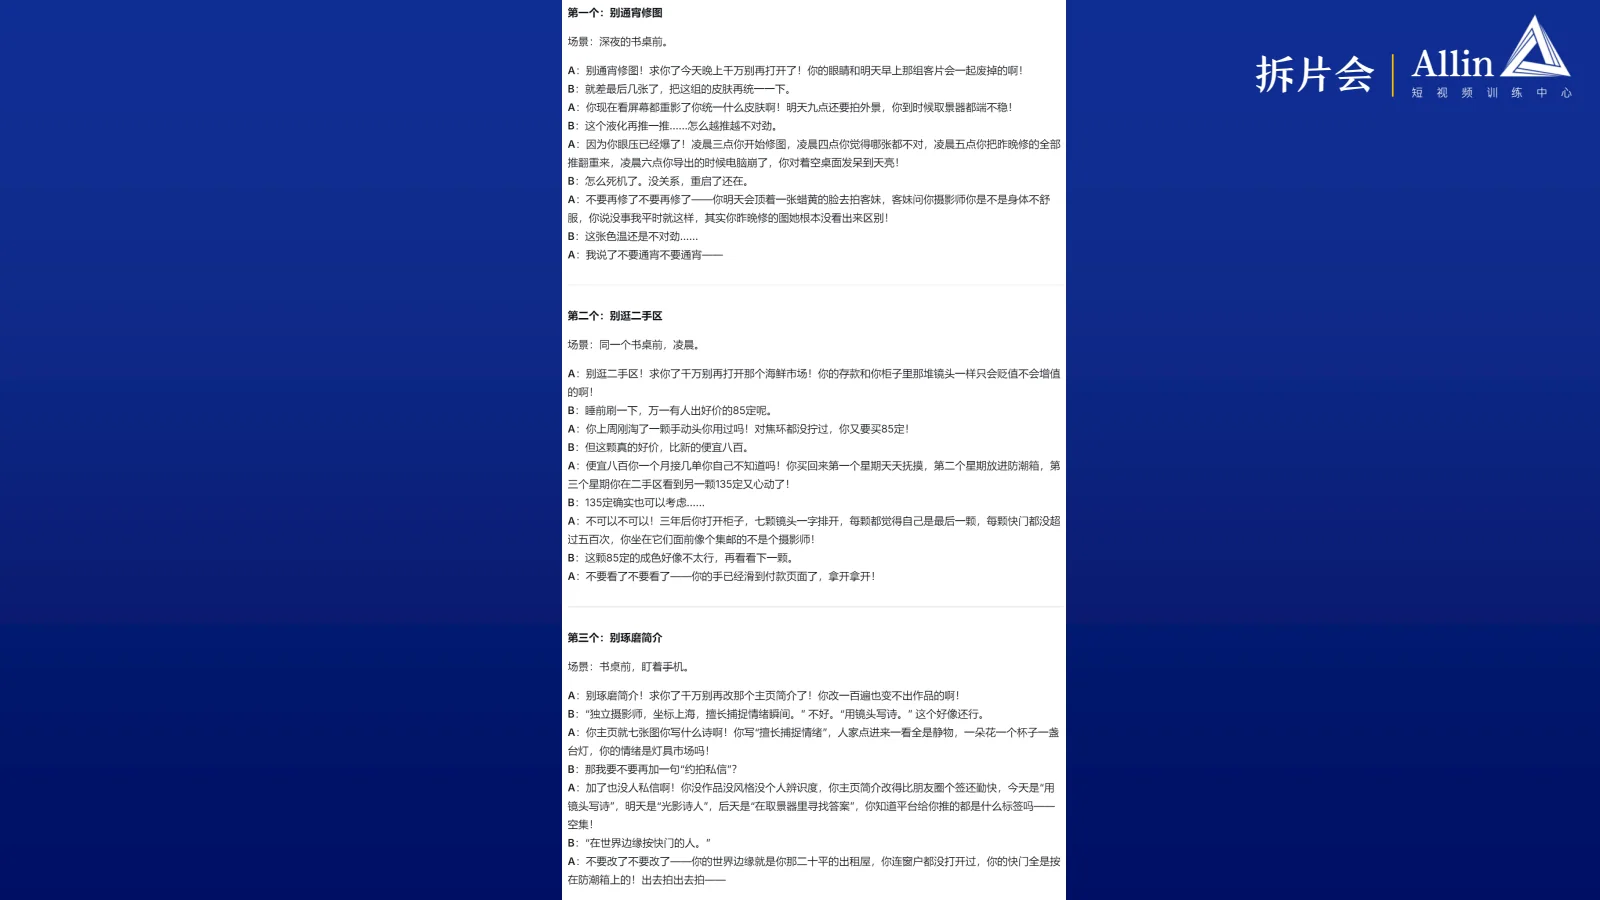 第一个：别通宵修图
场景：深夜的书桌前。
A：别通宵修图！求你了今天晚上千万别再打开了！你的眼睛和明天早上那组客片会一起废掉的啊！
B：就差最后几张了，把这组的皮肤再统一一下。
A：你现在看屏幕都重影了你统一什么皮肤啊！明天九点还要拍外景，你到时候取景器都端不稳！
B：这个液化再推一推……怎么越推越不对劲。
A：因为你眼压已经爆了！凌晨三点你开始修图，凌晨四点你觉得哪张都不对，凌晨五点你把昨晚修的全部
推翻重来，凌晨六点你导出的时候电脑崩了，你对着空桌面发呆到天亮！
B：怎么死机了。没关系，重启了还在。
A：不要再修了不要再修了——你明天会顶着一张蜡黄的脸去拍客妹，客妹问你摄影师你是不是身体不舒
服，你说没事我平时就这样，其实你昨晚修的图她根本没看出来区别！
B：这张色温还是不对劲……
A：我说了不要通宵不要通宵——
第二个：别逛二手区
场景：同一个书桌前，凌晨。
A：别逛二手区！求你了千万别再打开那个海鲜市场！你的存款和你柜子里那堆镜头一样只会贬值不会增值
的啊！
B：睡前刷一下，万一有人出好价的85定呢。
A：你上周刚淘了一颗手动头你用过吗！对焦环都没拧过，你又要买85定！
B：但这颗真的好价，比新的便宜八百。
A：便宜八百你一个月接几单你自己不知道吗！你买回来第一个星期天天抚摸，第二个星期放进防潮箱，第
三个星期你在二手区看到另一颗135定又心动了！
B：135定确实也可以考虑……
A：不可以不可以！三年后你打开柜子，七颗镜头一字排开，每颗都觉得自己是最后一颗，每颗快门都没超
过五百次，你坐在它们面前像个集邮的不是个摄影师！
B：这颗85定的成色好像不太行，再看看下一颗。
A：不要看了不要看了——你的手已经滑到付款页面了，拿开拿开！
第三个：别琢磨简介
场景：书桌前，盯着手机。
A：别琢磨简介！求你了千万别再改那个主页简介了！你改一百遍也变不出作品的啊！
B：“独立摄影师，坐标上海，擅长捕捉情绪瞬间。” 不好。“用镜头写诗。” 这个好像还行。
A：你主页就七张图你写什么诗啊！你写“擅长捕捉情绪”，人家点进来一看全是静物，一朵花一个杯子一盏
台灯，你的情绪是灯具市场吗！
B：那我要不要再加一句“约拍私信”？
A：加了也没人私信啊！你没作品没风格没个人辨识度，你主页简介改得比朋友圈个签还勤快，今天是“用
镜头写诗”，明天是“光影诗人”，后天是“在取景器里寻找答案”，你知道平台给你推的都是什么标签吗——
空集！
B：“在世界边缘按快门的人。”
A：不要改了不要改了——你的世界边缘就是你那二十平的出租屋，你连窗户都没打开过，你的快门全是按
在防潮箱上的！出去拍出去拍——
拆片会
Allin
短视频训练中心